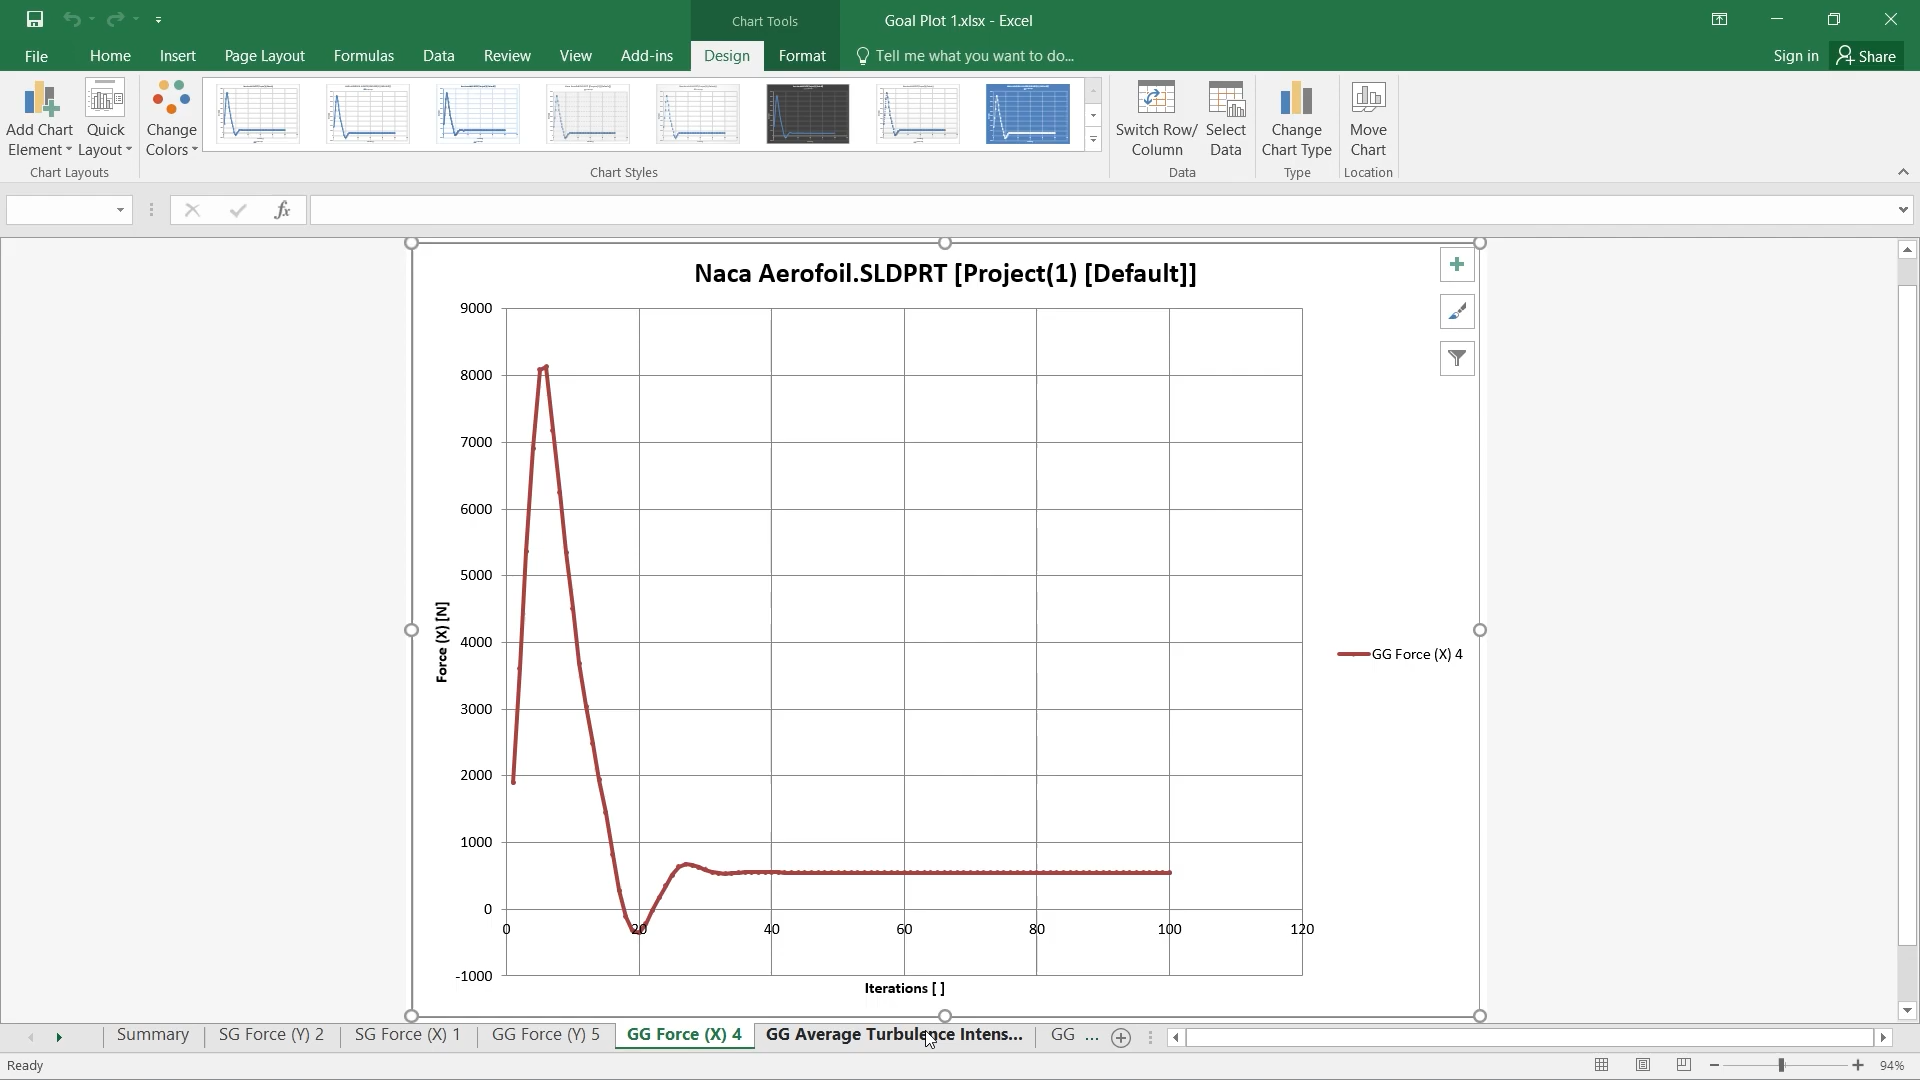 Chart Tools
Goal Plot 1.xlsx - Excel
File Home Insert Page Layout Formulas Data Review View Add-ins Design Format Tell me what you want to do... Sign in Share
Add Chart Element Quick Layout Change Colors Switch Row/ Column Select Data Change Chart Type Move Chart
Chart Layouts Chart Styles Data Type Location
fx
Naca Aerofoil.SLDPRT [Project(1) [Default]]
9000
8000
7000
6000
5000
4000
3000
2000
1000
0
-1000
Force (X) [N]
GG Force (X) 4
0 20 40 60 80 100 120
Iterations [ ]
Summary SG Force (Y) 2 SG Force (X) 1 GG Force (Y) 5 GG Force (X) 4 GG Average Turbulence Intens... GG ...
Ready 94%